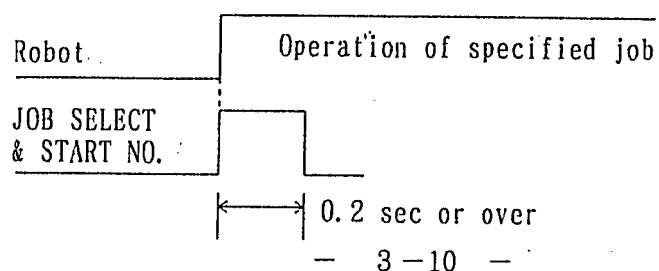 Robot
Operation of specified job
JOB SELECT
& START NO.
0.2 sec or over
— 3-10 —